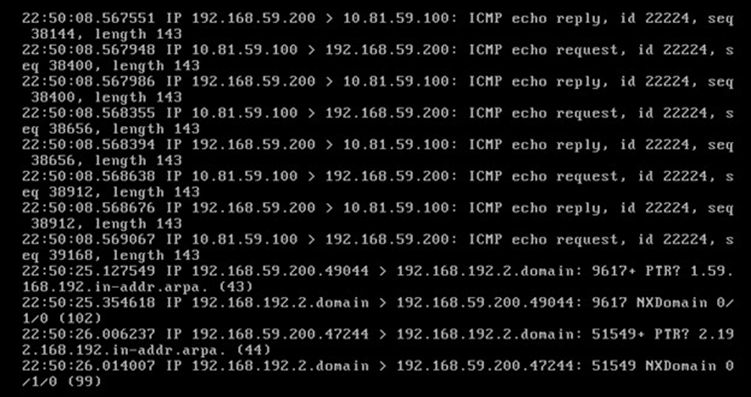 22:50:08.567551 IP 192.168.59.200 > 10.81.59.100: ICMP echo reply, id 22224, seq
38144, length 143
22:50:08.567948 IP 10.81.59.100 > 192.168.59.200: ICMP echo request, id 22224, s
eq 38400, length 143
22:50:08.567986 IP 192.168.59.200 > 10.81.59.100: ICMP echo reply, id 22224, seq
38400, length 143
22:50:08.568355 IP 10.81.59.100 > 192.168.59.200: ICMP echo request, id 22224, s
eq 38656, length 143
22:50:08.568394 IP 192.168.59.200 > 10.81.59.100: ICMP echo reply, id 22224, seq
38656, length 143
22:50:08.568638 IP 10.81.59.100 > 192.168.59.200: ICMP echo request, id 22224, s
eq 38912, length 143
22:50:08.568676 IP 192.168.59.200 > 10.81.59.100: ICMP echo reply, id 22224, seq
38912, length 143
22:50:08.569067 IP 10.81.59.100 > 192.168.59.200: ICMP echo request, id 22224, s
eq 39168, length 143
22:50:25.127549 IP 192.168.59.200.49044 > 192.168.192.2.domain: 9617+ PTR? 1.59.
168.192.in-addr.arpa. (43)
22:50:25.354618 IP 192.168.192.2.domain > 192.168.59.200.49044: 9617 NXDomain 0/
1/0 (102)
22:50:26.006237 IP 192.168.59.200.47244 > 192.168.192.2.domain: 51549+ PTR? 2.19
2.168.192.in-addr.arpa. (44)
22:50:26.014007 IP 192.168.192.2.domain > 192.168.59.200.47244: 51549 NXDomain 0
/1/0 (99)